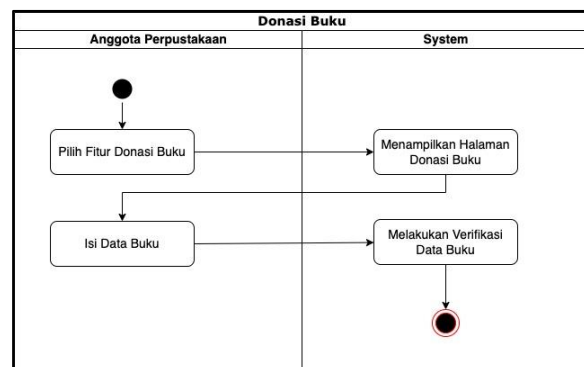 Donasi Buku
Anggota Perpustakaan
System
Pilih Fitur Donasi Buku
Menampilkan Halaman
Donasi Buku
Isi Data Buku
Melakukan Verifikasi
Data Buku